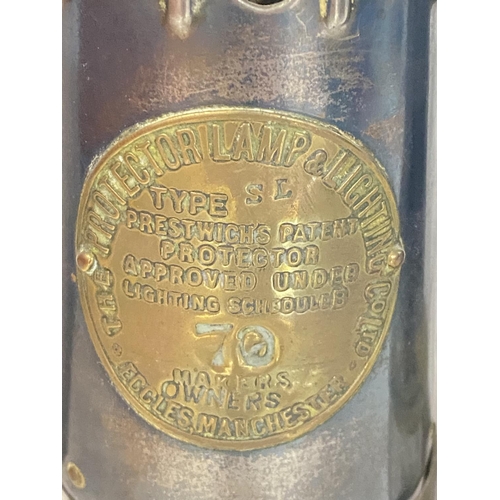 THE PROTECTOR LAMP & LIGHTING CO LTD
TYPE SL
PRESTWICH'S PATENT
PROTECTOR
APPROVED UNDER
LIGHTING SCHEDULE B
70
MAKERS
OWNERS
ECCLES, MANCHESTER